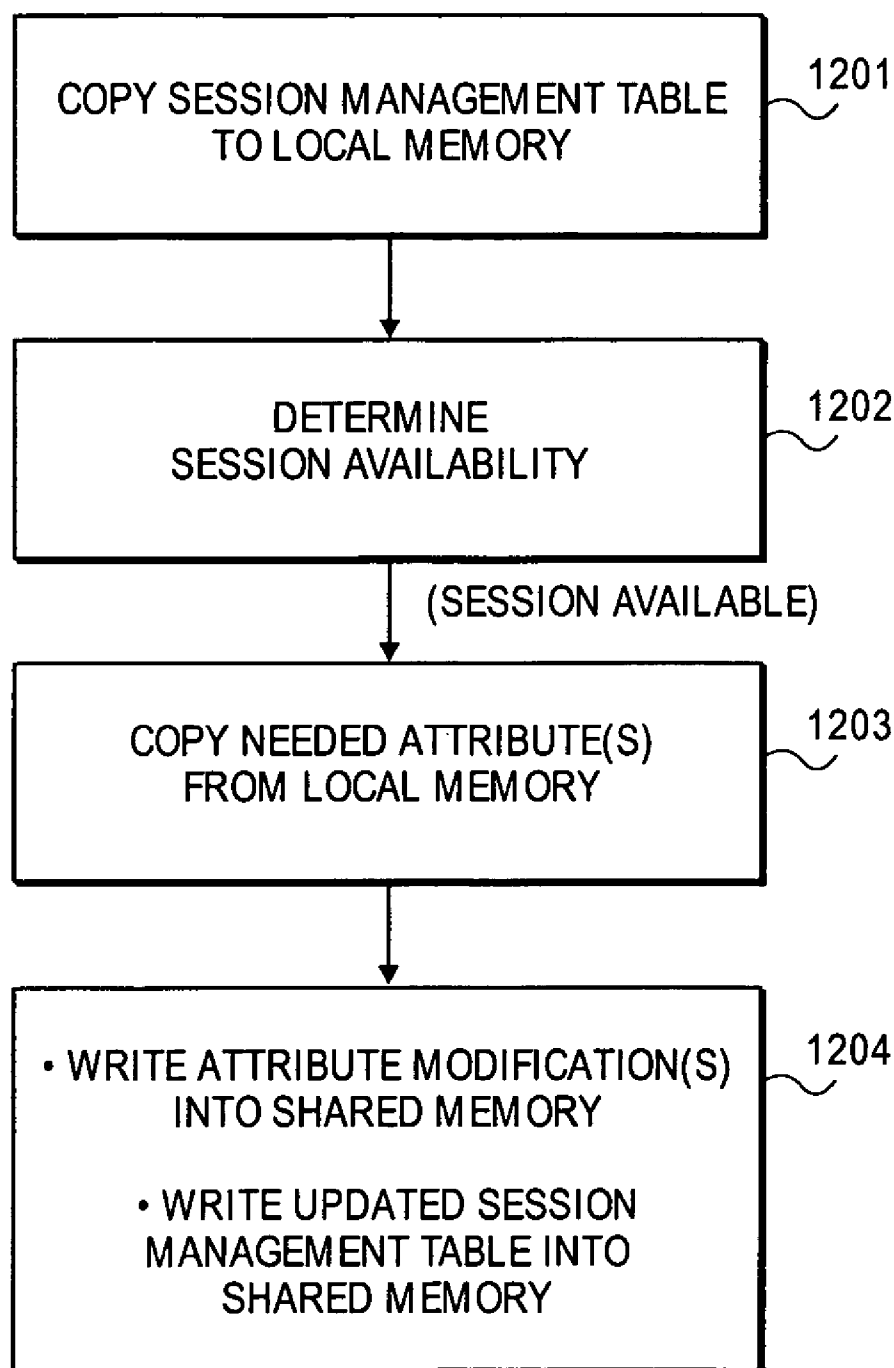 COPY SESSION MANAGEMENT TABLE
TO LOCAL MEMORY
1201
DETERMINE
SESSION AVAILABILITY
1202
(SESSION AVAILABLE)
COPY NEEDED ATTRIBUTE(S)
FROM LOCAL MEMORY
1203
• WRITE ATTRIBUTE MODIFICATION(S)
INTO SHARED MEMORY
• WRITE UPDATED SESSION
MANAGEMENT TABLE INTO
SHARED MEMORY
1204